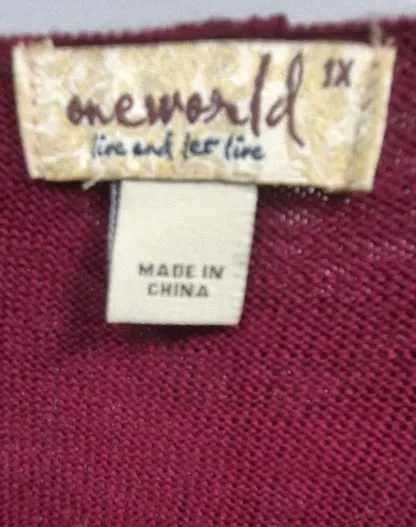 oneworld 1X
live and let live
MADE IN
CHINA